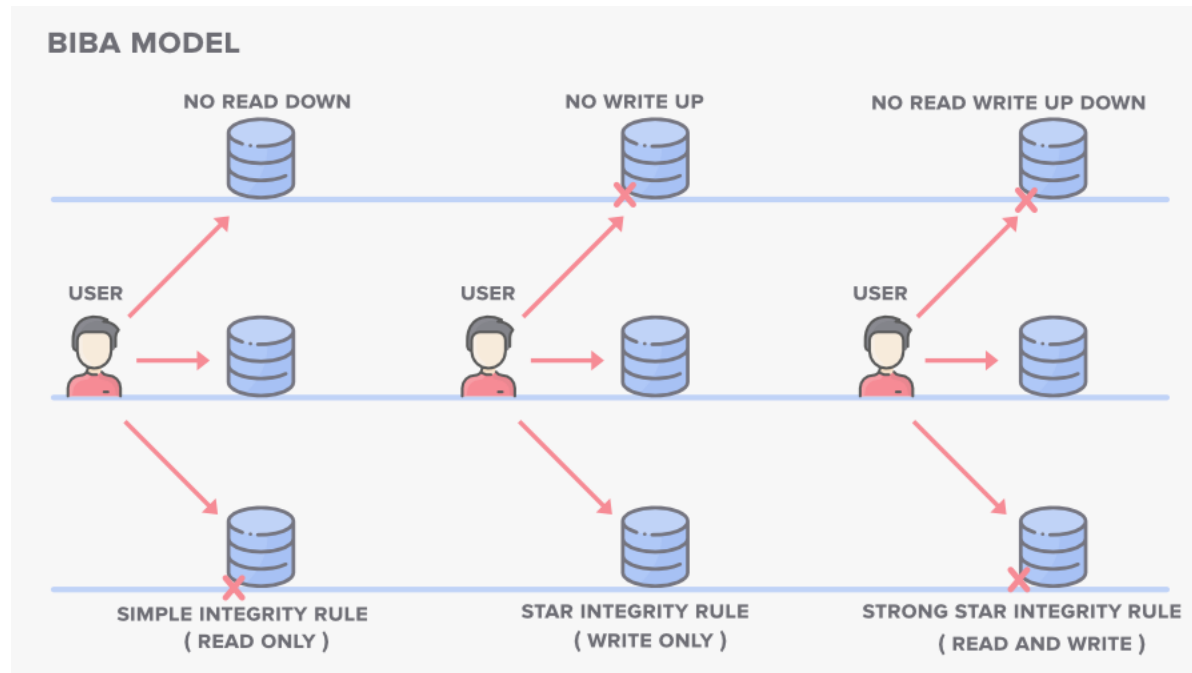 BIBA MODEL
NO READ DOWN
NO WRITE UP
NO READ WRITE UP DOWN
USER
USER
USER
SIMPLE INTEGRITY RULE
( READ ONLY )
STAR INTEGRITY RULE
( WRITE ONLY )
STRONG STAR INTEGRITY RULE
( READ AND WRITE )